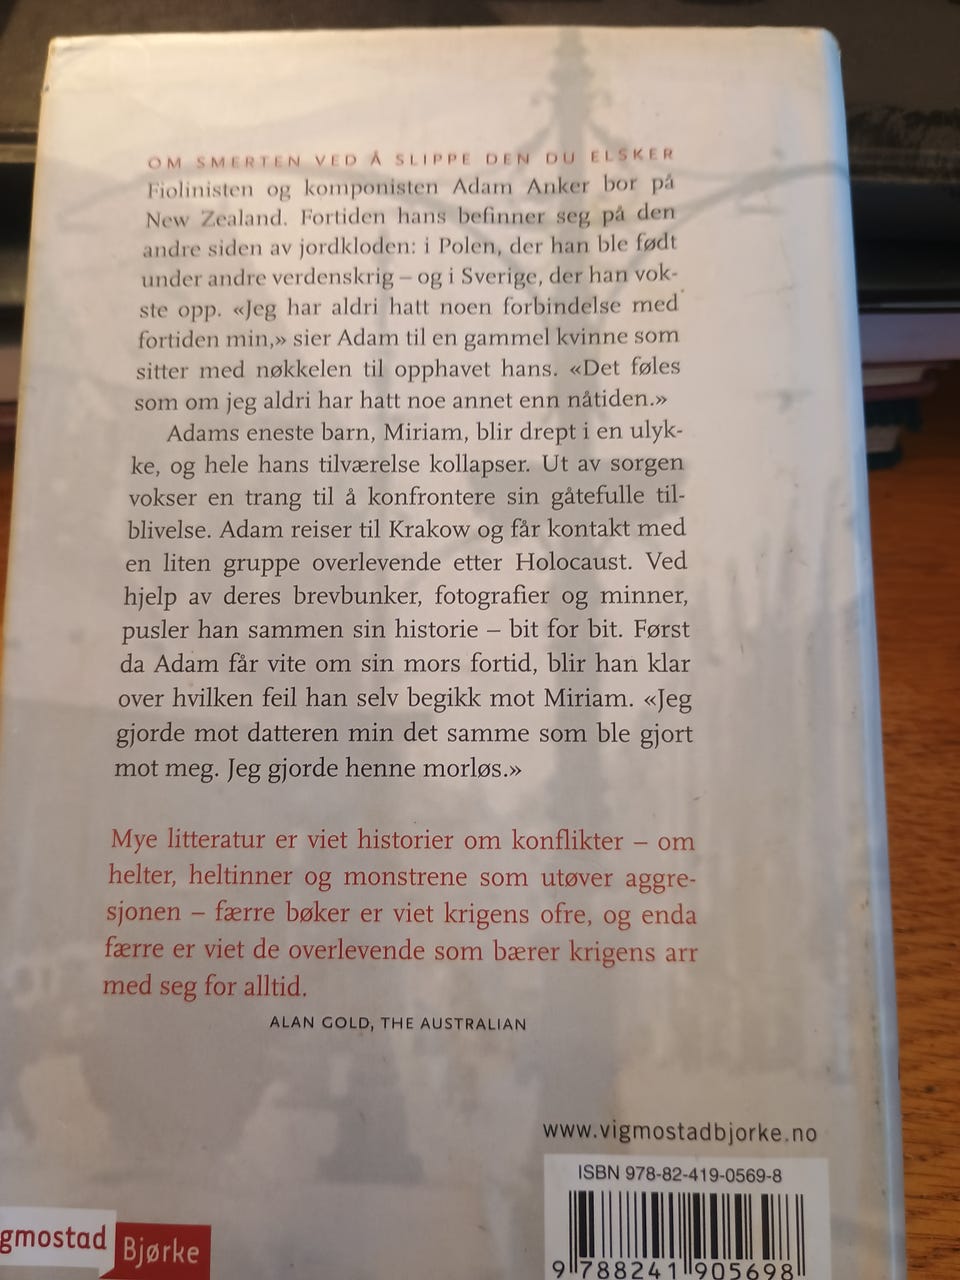 OM SMERTEN VED Å SLIPPE DEN DU ELSKER
Fiolinisten og komponisten Adam Anker bor på
New Zealand. Fortiden hans befinner seg på den
andre siden av jordkloden: i Polen, der han ble født
under andre verdenskrig – og i Sverige, der han vok-
ste opp. «Jeg har aldri hatt noen forbindelse med
fortiden min,» sier Adam til en gammel kvinne som
sitter med nøkkelen til opphavet hans. «Det føles
som om jeg aldri har hatt noe annet enn nåtiden.»
Adams eneste barn, Miriam, blir drept i en ulyk-
ke, og hele hans tilværelse kollapser. Ut av sorgen
vokser en trang til å konfrontere sin gåtefulle til-
blivelse. Adam reiser til Krakow og får kontakt med
en liten gruppe overlevende etter Holocaust. Ved
hjelp av deres brevbunker, fotografier og minner,
pusler han sammen sin historie – bit for bit. Først
da Adam får vite om sin mors fortid, blir han klar
over hvilken feil han selv begikk mot Miriam. «Jeg
gjorde mot datteren min det samme som ble gjort
mot meg. Jeg gjorde henne morløs.»
Mye litteratur er viet historier om konflikter – om
helter, heltinner og monstrene som utøver aggre-
sjonen – færre bøker er viet krigens ofre, og enda
færre er viet de overlevende som bærer krigens arr
med seg for alltid.
ALAN GOLD, THE AUSTRALIAN
www.vigmostadbjorke.no
ISBN 978-82-419-0569-8
9 788241 905698
gmostad
Bjørke